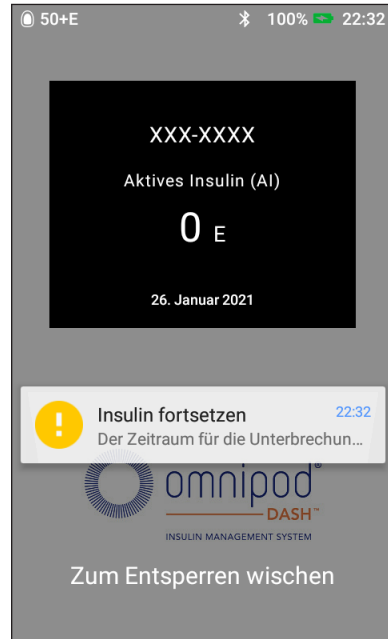 50+E 100% 22:32
XXX-XXXX
Aktives Insulin (AI)
0 E
26. Januar 2021
Insulin fortsetzen 22:32
Der Zeitraum für die Unterbrechun...
omnipod®
DASH™
INSULIN MANAGEMENT SYSTEM
Zum Entsperren wischen